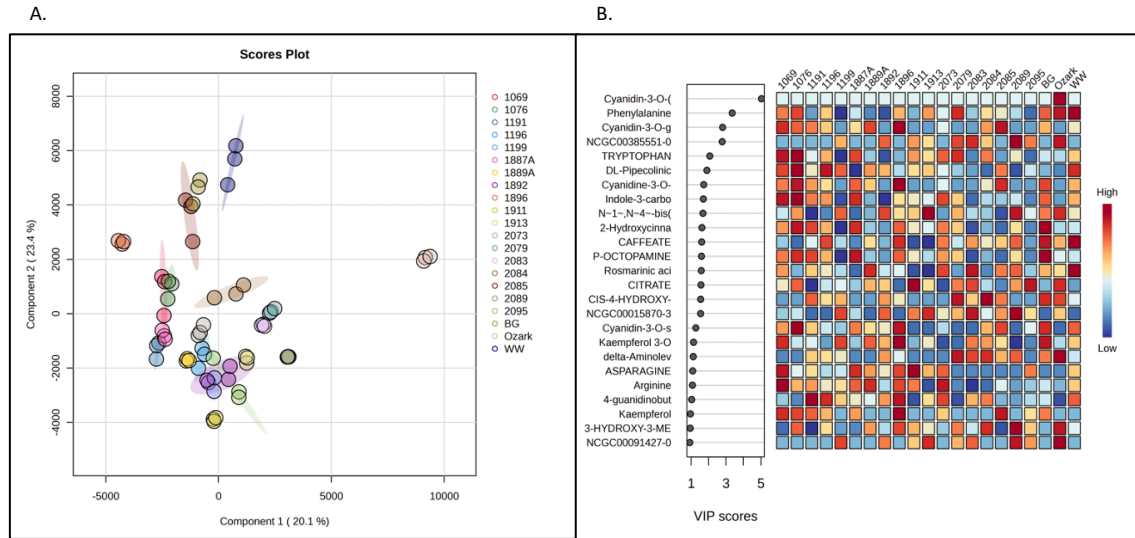 A.
B.
Scores Plot
8000
6000
4000
2000
0
-2000
-4000
Component 2 ( 23.4 %)
-5000
0
5000
10000
Component 1 ( 20.1 %)
1069
1076
1191
1196
1199
1887A
1889A
1892
1896
1911
1913
2073
2079
2083
2084
2085
2089
2095
BG
Ozark
WW
1069
1076
1191
1196
1199
1887A
1889A
1892
1896
1911
1913
2073
2079
2083
2084
2085
2089
2095
BG
Ozark
WW
Cyanidin-3-O-(
Phenylalanine
Cyanidin-3-O-g
NCGC00385551-0
TRYPTOPHAN
DL-Pipecolinic
Cyanidine-3-O-
Indole-3-carbo
N~1~,N~4~-bis(
2-Hydroxycinna
CAFFEATE
P-OCTOPAMINE
Rosmarinic aci
CITRATE
CIS-4-HYDROXY-
NCGC00015870-3
Cyanidin-3-O-s
Kaempferol 3-O
delta-Aminolev
ASPARAGINE
Arginine
4-guanidinobut
Kaempferol
3-HYDROXY-3-ME
NCGC00091427-0
1
3
5
VIP scores
High
Low